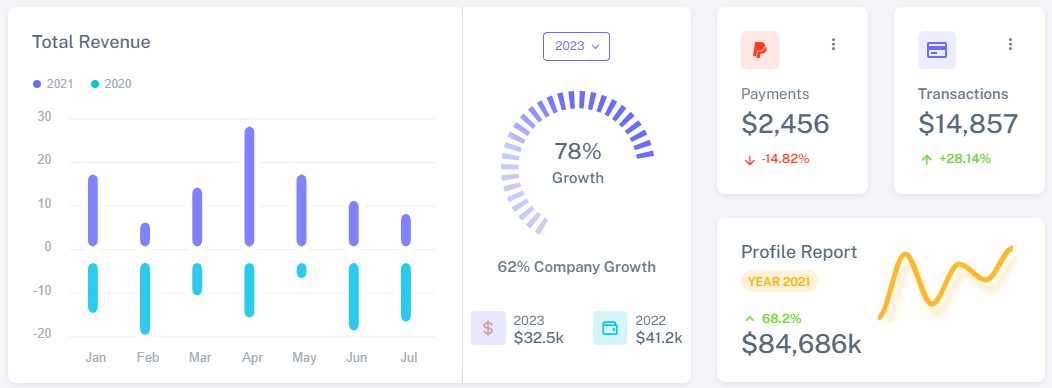 Total Revenue
2021 2020
30
20
10
0
-10
-20
Jan Feb Mar Apr May Jun Jul
2023
78%
Growth
62% Company Growth
$
2023
$32.5k
2022
$41.2k
Payments
$2,456
-14.82%
Transactions
$14,857
+28.14%
Profile Report
YEAR 2021
68.2%
$84,686k